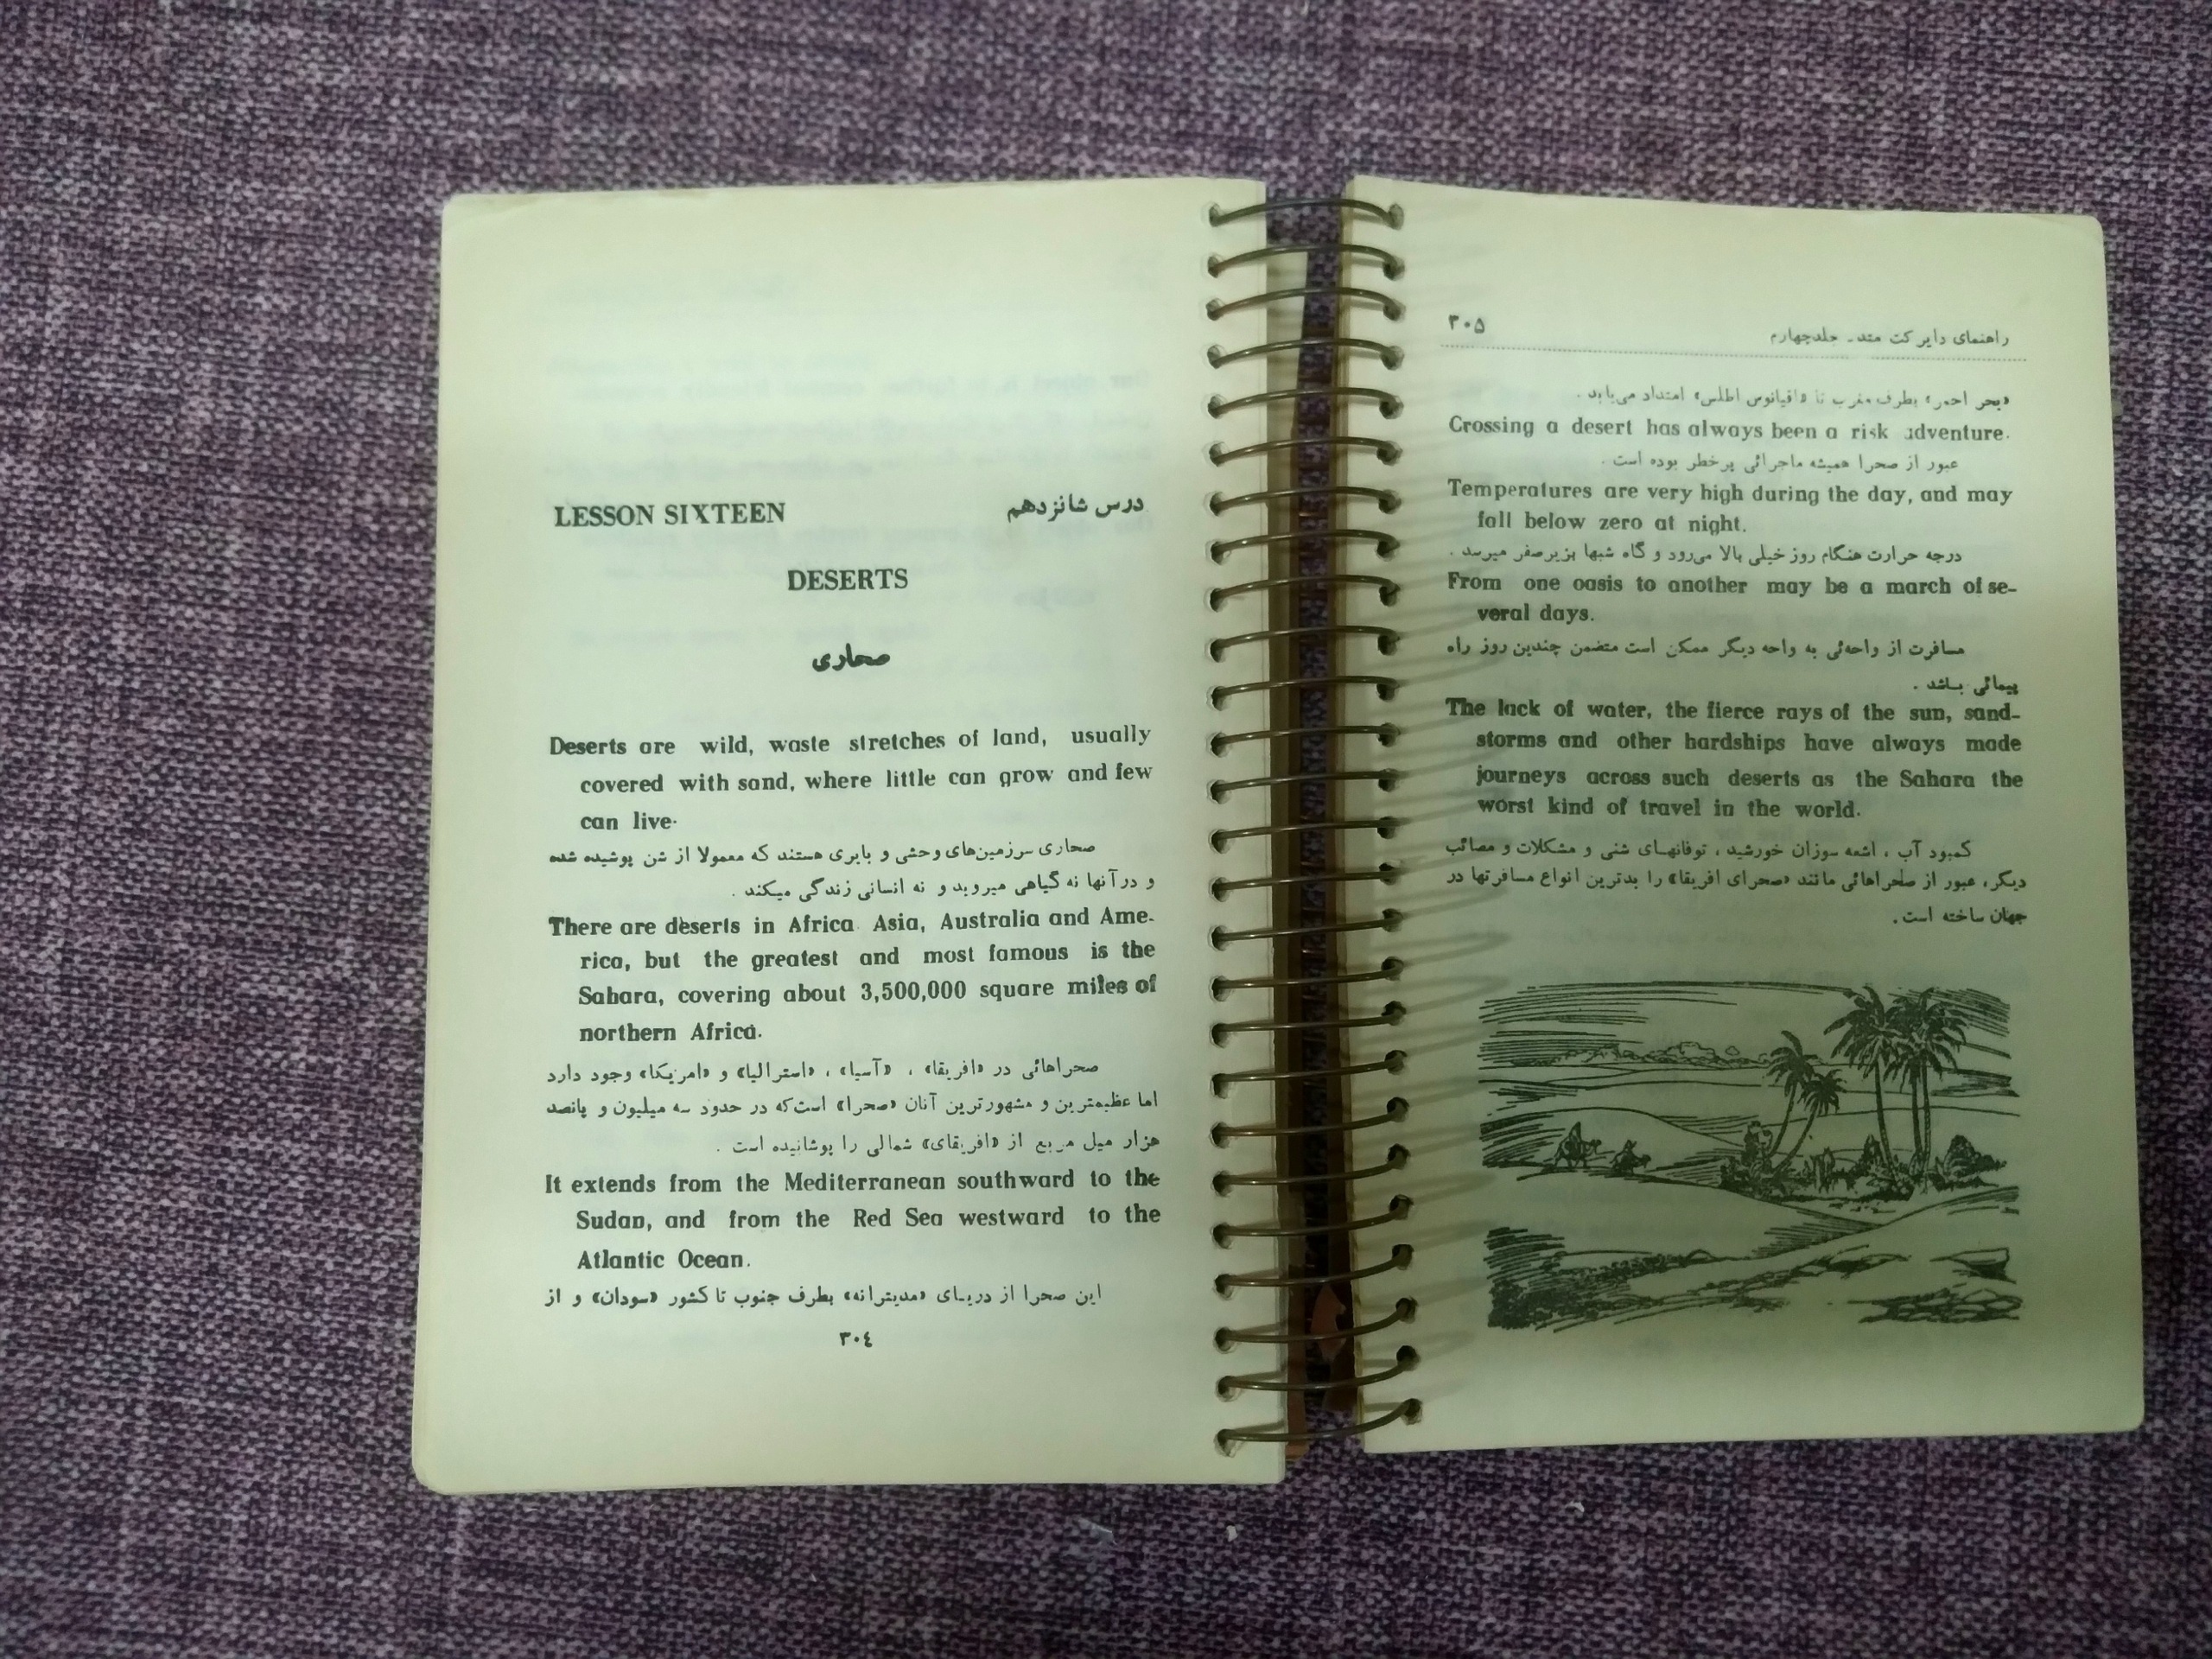 LESSON SIXTEEN درس شانزدهم
DESERTS
صحاری
Deserts are wild, waste stretches of land, usually
covered with sand, where little can grow and few
can live.
صحاری سرزمین‌های وحشی و بایری هستند که معمولا از شن پوشیده شده
و در آنها نه گیاهی میروید و نه انسانی زندگی میکند .
There are deserts in Africa Asia, Australia and Ame-
rica, but the greatest and most famous is the
Sahara, covering about 3,500,000 square miles of
northern Africa.
صحراهائی در «افریقا» ، «آسیا» ، «استرالیا» و «امریکا» وجود دارد
اما عظیمترین و مشهورترین آنان «صحرا» است‌که در حدود سه میلیون و پانصد
هزار میل مربع از «افریقای» شمالی را پوشانیده است .
It extends from the Mediterranean southward to the
Sudan, and from the Red Sea westward to the
Atlantic Ocean.
این صحرا از دریای «مدیترانه» بطرف جنوب تا کشور «سودان» و از
۳۰٤
راهنمای دایرکت متد ـ جلدچهارم ۳۰۵
«بحر احمر» بطرف مغرب تا «اقیانوس اطلس» امتداد می‌یابد .
Crossing a desert has always been a risk adventure.
عبور از صحرا همیشه ماجرائی پرخطر بوده است .
Temperatures are very high during the day, and may
fall below zero at night.
درجه حرارت هنگام روز خیلی بالا می‌رود و گاه شبها بزیرصفر میرسد .
From one oasis to another may be a march of se-
veral days.
مسافرت از واحه‌ئی به واحه دیگر ممکن است متضمن چندین روز راه
پیمائی باشد .
The lack of water, the fierce rays of the sun, sand-
storms and other hardships have always made
journeys across such deserts as the Sahara the
worst kind of travel in the world.
کمبود آب ، اشعه سوزان خورشید ، توفانهای شنی و مشکلات و مصائب
دیگر، عبور از صحراهائی مانند «صحرای افریقا» را بدترین انواع مسافرتها در
جهان ساخته است .